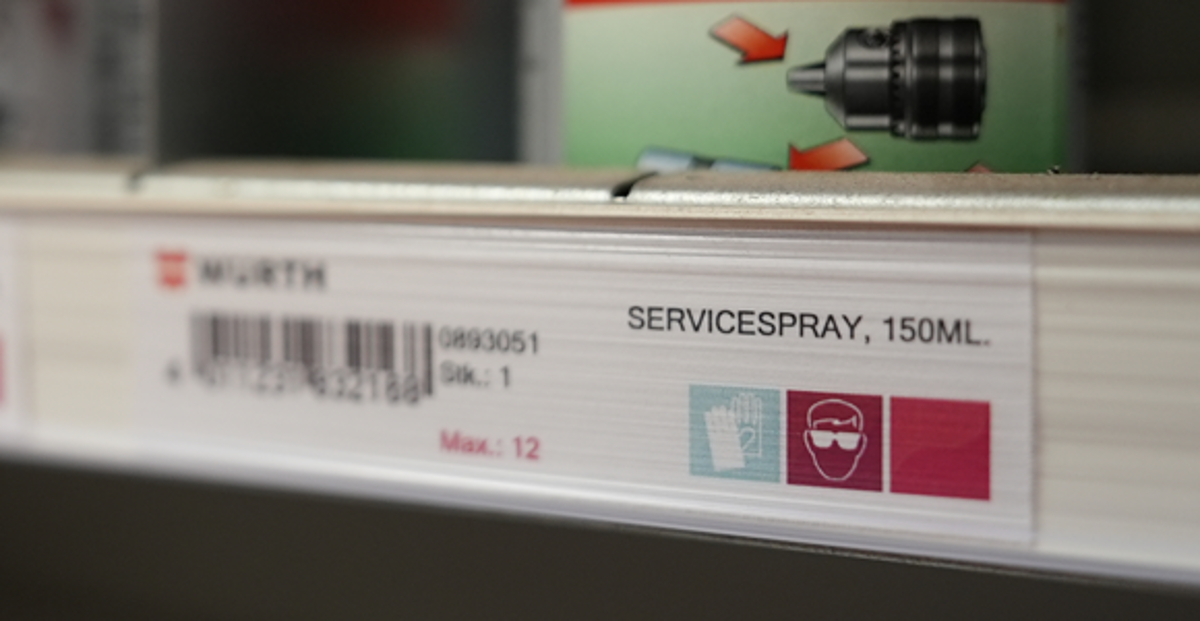 WÜRTH
0893051
Stk.: 1
Max.: 12
SERVICESPRAY, 150ML.